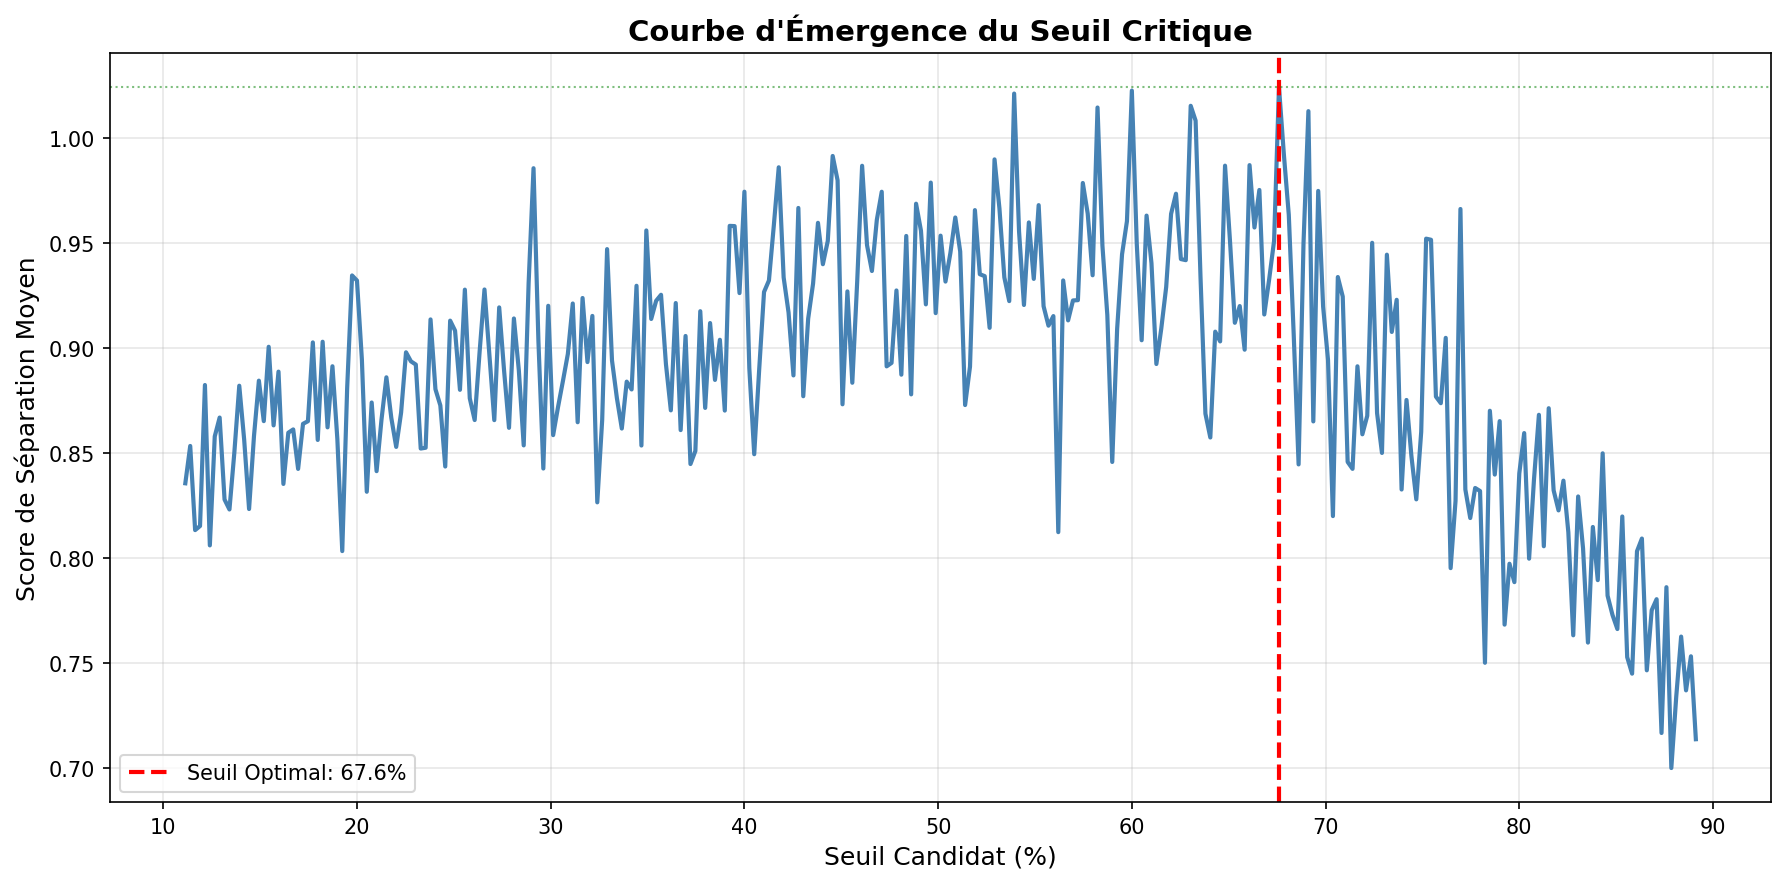 Courbe d'Émergence du Seuil Critique
Score de Séparation Moyen
1.00
0.95
0.90
0.85
0.80
0.75
0.70
Seuil Optimal: 67.6%
10 20 30 40 50 60 70 80 90
Seuil Candidat (%)